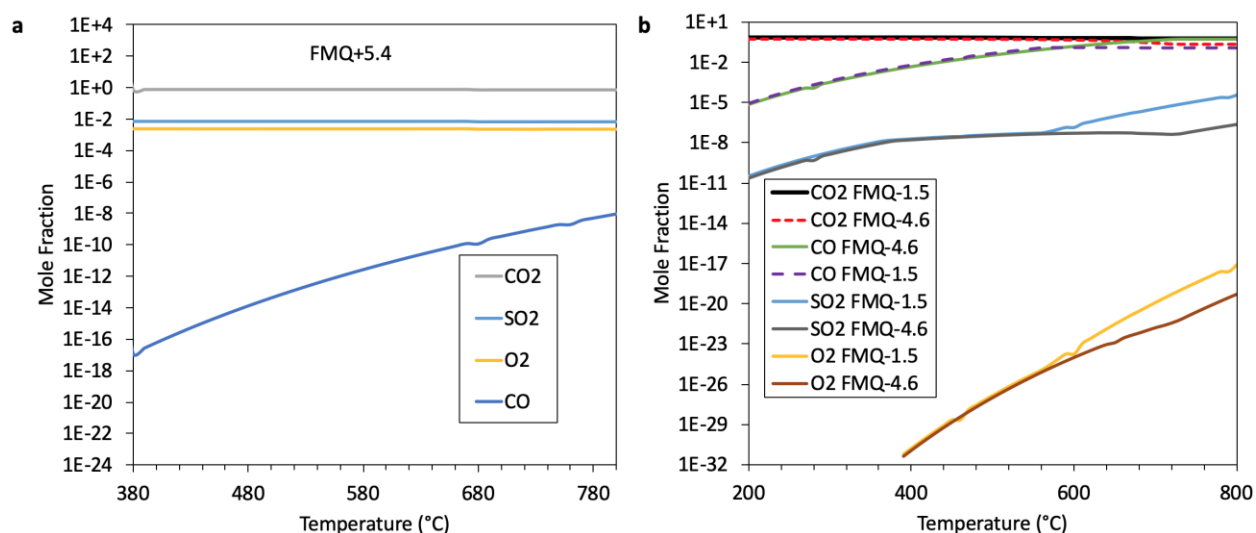 a
FMQ+5.4
Mole Fraction
1E+4
1E+2
1E+0
1E-2
1E-4
1E-6
1E-8
1E-10
1E-12
1E-14
1E-16
1E-18
1E-20
1E-22
1E-24
CO2
SO2
O2
CO
380
480
580
680
780
Temperature (°C)
b
Mole Fraction
1E+1
1E-2
1E-5
1E-8
1E-11
1E-14
1E-17
1E-20
1E-23
1E-26
1E-29
1E-32
CO2 FMQ-1.5
CO2 FMQ-4.6
CO FMQ-4.6
CO FMQ-1.5
SO2 FMQ-1.5
SO2 FMQ-4.6
O2 FMQ-1.5
O2 FMQ-4.6
200
400
600
800
Temperature (°C)